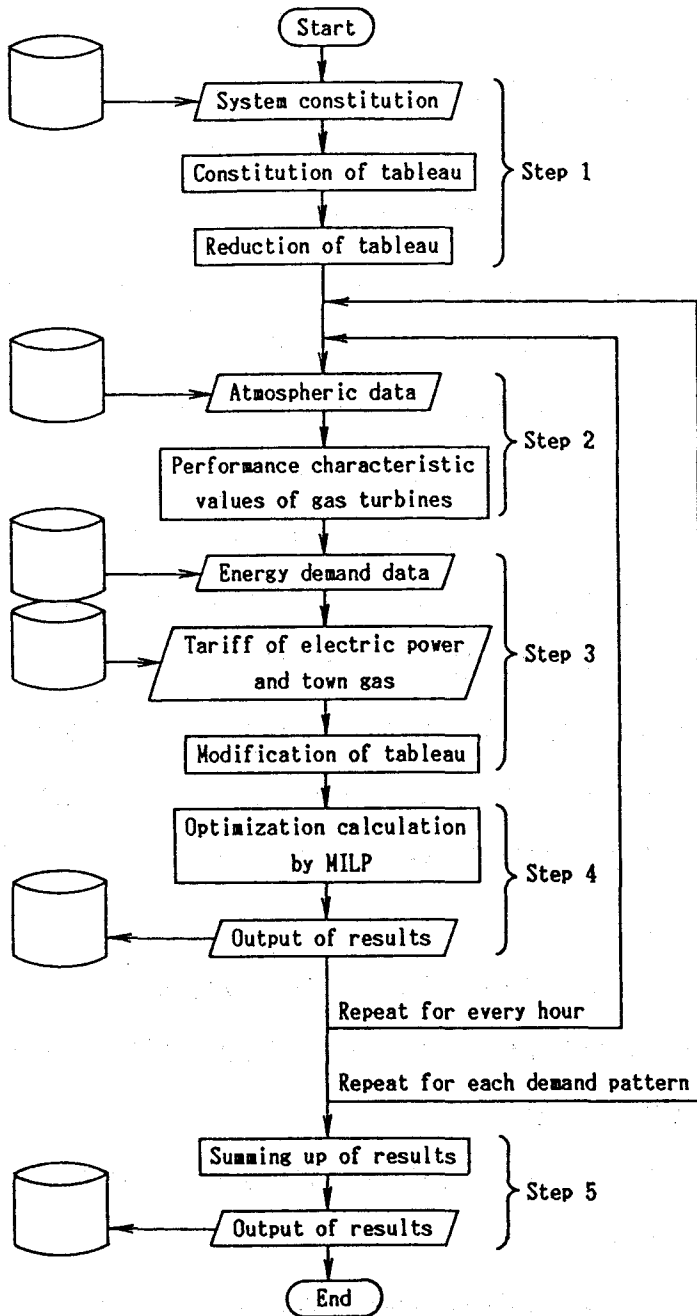 Start
System constitution
Constitution of tableau
Step 1
Reduction of tableau
Atmospheric data
Step 2
Performance characteristic
values of gas turbines
Energy demand data
Tariff of electric power
and town gas
Step 3
Modification of tableau
Optimization calculation
by MILP
Step 4
Output of results
Repeat for every hour
Repeat for each demand pattern
Summing up of results
Step 5
Output of results
End